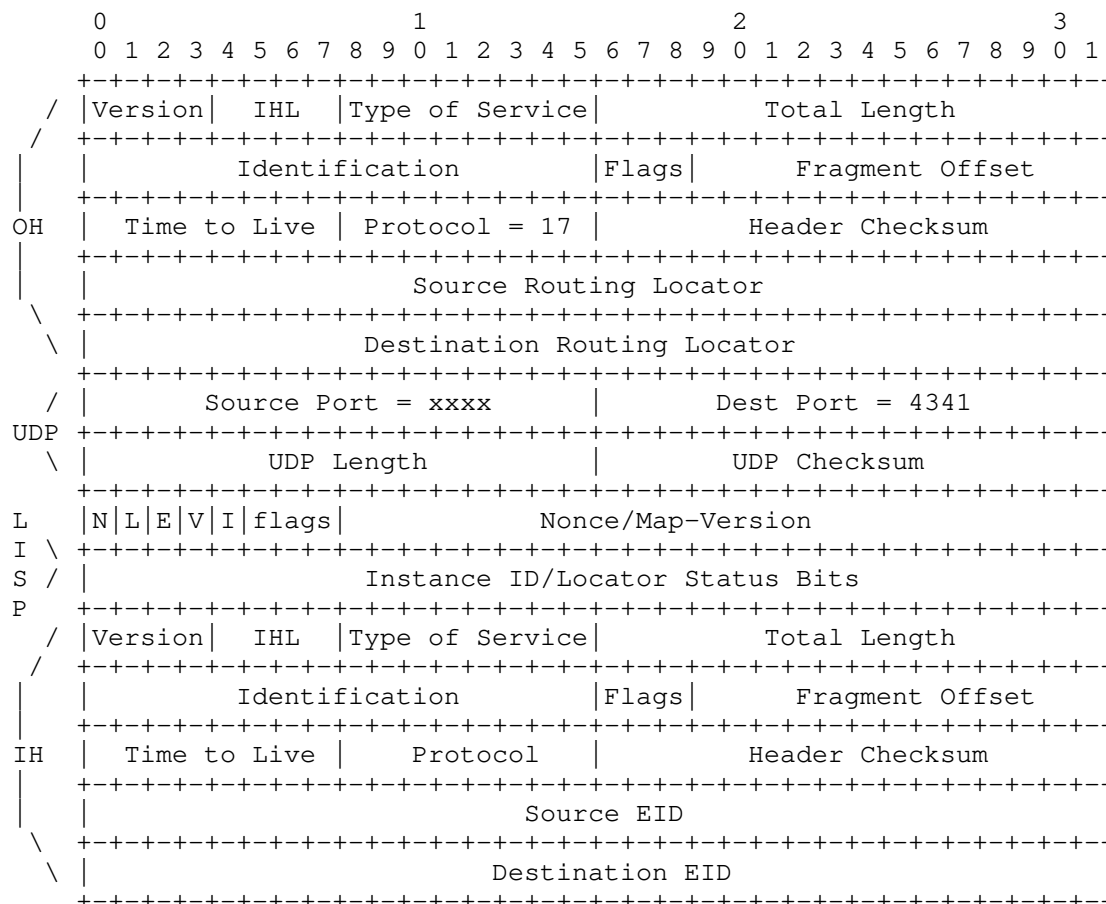 0                   1                   2                   3
 0 1 2 3 4 5 6 7 8 9 0 1 2 3 4 5 6 7 8 9 0 1 2 3 4 5 6 7 8 9 0 1
+-+-+-+-+-+-+-+-+-+-+-+-+-+-+-+-+-+-+-+-+-+-+-+-+-+-+-+-+-+-+-+--
/ |Version| IHL |Type of Service| Total Length
/ +-+-+-+-+-+-+-+-+-+-+-+-+-+-+-+-+-+-+-+-+-+-+-+-+-+-+-+-+-+-+-+--
| | Identification |Flags| Fragment Offset
| +-+-+-+-+-+-+-+-+-+-+-+-+-+-+-+-+-+-+-+-+-+-+-+-+-+-+-+-+-+-+-+--
OH | Time to Live | Protocol = 17 | Header Checksum
| +-+-+-+-+-+-+-+-+-+-+-+-+-+-+-+-+-+-+-+-+-+-+-+-+-+-+-+-+-+-+-+--
| | Source Routing Locator
\ +-+-+-+-+-+-+-+-+-+-+-+-+-+-+-+-+-+-+-+-+-+-+-+-+-+-+-+-+-+-+-+--
\ | Destination Routing Locator
+-+-+-+-+-+-+-+-+-+-+-+-+-+-+-+-+-+-+-+-+-+-+-+-+-+-+-+-+-+-+-+--
/ | Source Port = xxxx | Dest Port = 4341
UDP +-+-+-+-+-+-+-+-+-+-+-+-+-+-+-+-+-+-+-+-+-+-+-+-+-+-+-+-+-+-+-+--
\ | UDP Length | UDP Checksum
+-+-+-+-+-+-+-+-+-+-+-+-+-+-+-+-+-+-+-+-+-+-+-+-+-+-+-+-+-+-+-+--
L |N|L|E|V|I|flags| Nonce/Map-Version
I \ +-+-+-+-+-+-+-+-+-+-+-+-+-+-+-+-+-+-+-+-+-+-+-+-+-+-+-+-+-+-+-+--
S / | Instance ID/Locator Status Bits
P +-+-+-+-+-+-+-+-+-+-+-+-+-+-+-+-+-+-+-+-+-+-+-+-+-+-+-+-+-+-+-+--
/ |Version| IHL |Type of Service| Total Length
/ +-+-+-+-+-+-+-+-+-+-+-+-+-+-+-+-+-+-+-+-+-+-+-+-+-+-+-+-+-+-+-+--
| | Identification |Flags| Fragment Offset
| +-+-+-+-+-+-+-+-+-+-+-+-+-+-+-+-+-+-+-+-+-+-+-+-+-+-+-+-+-+-+-+--
IH | Time to Live | Protocol | Header Checksum
| +-+-+-+-+-+-+-+-+-+-+-+-+-+-+-+-+-+-+-+-+-+-+-+-+-+-+-+-+-+-+-+--
| | Source EID
\ +-+-+-+-+-+-+-+-+-+-+-+-+-+-+-+-+-+-+-+-+-+-+-+-+-+-+-+-+-+-+-+--
\ | Destination EID
+-+-+-+-+-+-+-+-+-+-+-+-+-+-+-+-+-+-+-+-+-+-+-+-+-+-+-+-+-+-+-+--